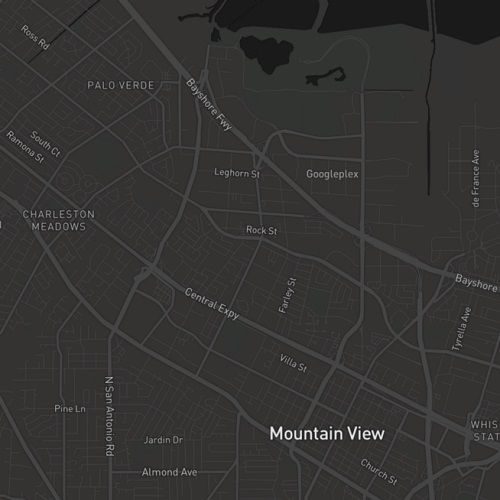 Ross Rd
PALO VERDE
Bayshore Fwy
South Ct
Ramona St
Leghorn St
Googleplex
de France Ave
CHARLESTON
MEADOWS
Rock St
Bayshore
Central Expy
Farley St
Tyrella Ave
Villa St
N San Antonio Rd
Pine Ln
Mountain View
WHIS
STAT
Jardin Dr
Almond Ave
Church St